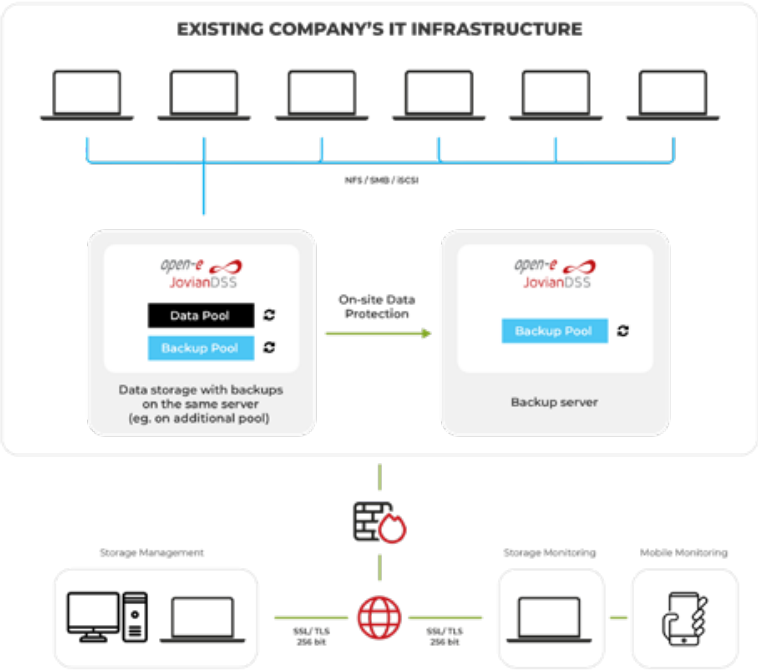 EXISTING COMPANY'S IT INFRASTRUCTURE
NFS / SMB / iSCSI
open-e
JovianDSS
Data Pool
Backup Pool
Data storage with backups
on the same server
(eg. on additional pool)
On-site Data
Protection
open-e
JovianDSS
Backup Pool
Backup server
Storage Management
Storage Monitoring
Mobile Monitoring
SSL/ TLS
256 bit
SSL/ TLS
256 bit